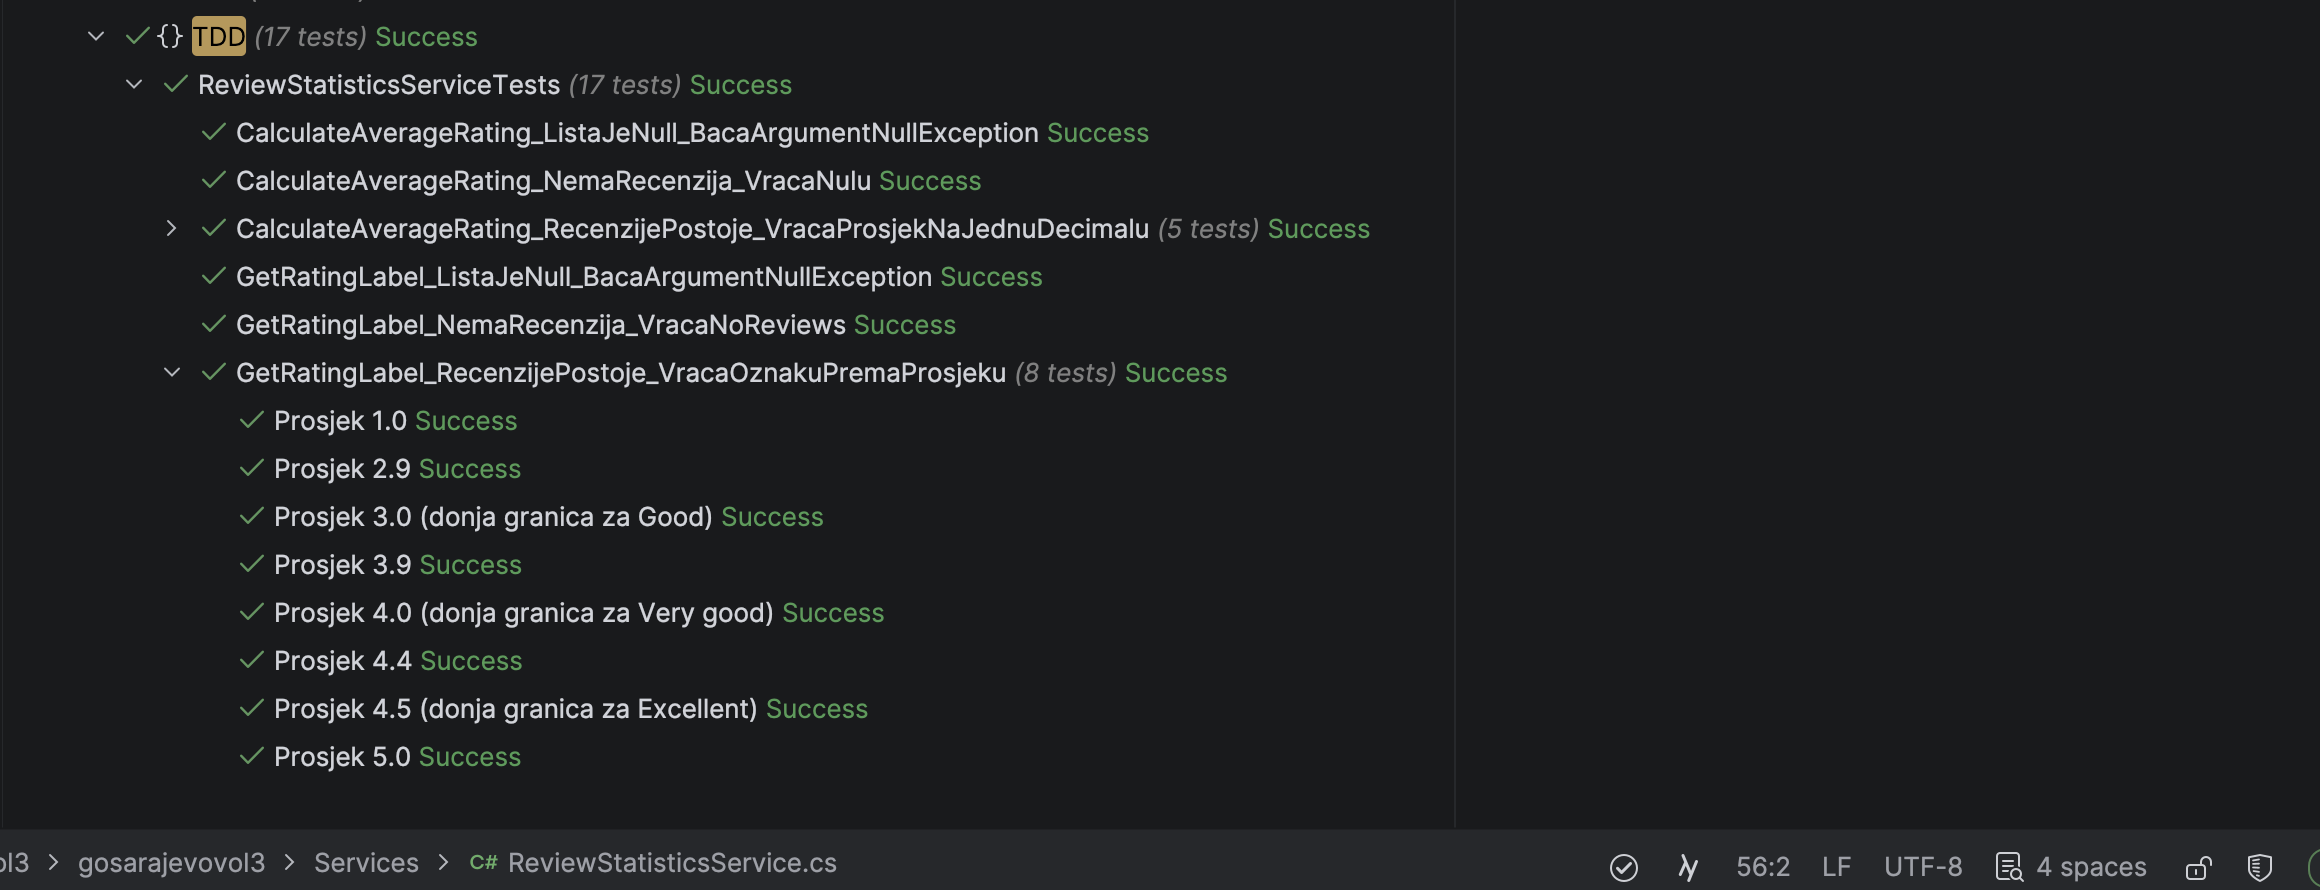 {} TDD (17 tests) Success
ReviewStatisticsServiceTests (17 tests) Success
CalculateAverageRating_ListaJeNull_BacaArgumentNullException Success
CalculateAverageRating_NemaRecenzija_VracaNulu Success
CalculateAverageRating_RecenzijePostoje_VracaProsjekNaJednuDecimalu (5 tests) Success
GetRatingLabel_ListaJeNull_BacaArgumentNullException Success
GetRatingLabel_NemaRecenzija_VracaNoReviews Success
GetRatingLabel_RecenzijePostoje_VracaOznakuPremaProsjeku (8 tests) Success
Prosjek 1.0 Success
Prosjek 2.9 Success
Prosjek 3.0 (donja granica za Good) Success
Prosjek 3.9 Success
Prosjek 4.0 (donja granica za Very good) Success
Prosjek 4.4 Success
Prosjek 4.5 (donja granica za Excellent) Success
Prosjek 5.0 Success
ol3 > gosarajevovol3 > Services > C# ReviewStatisticsService.cs 56:2 LF UTF-8 4 spaces